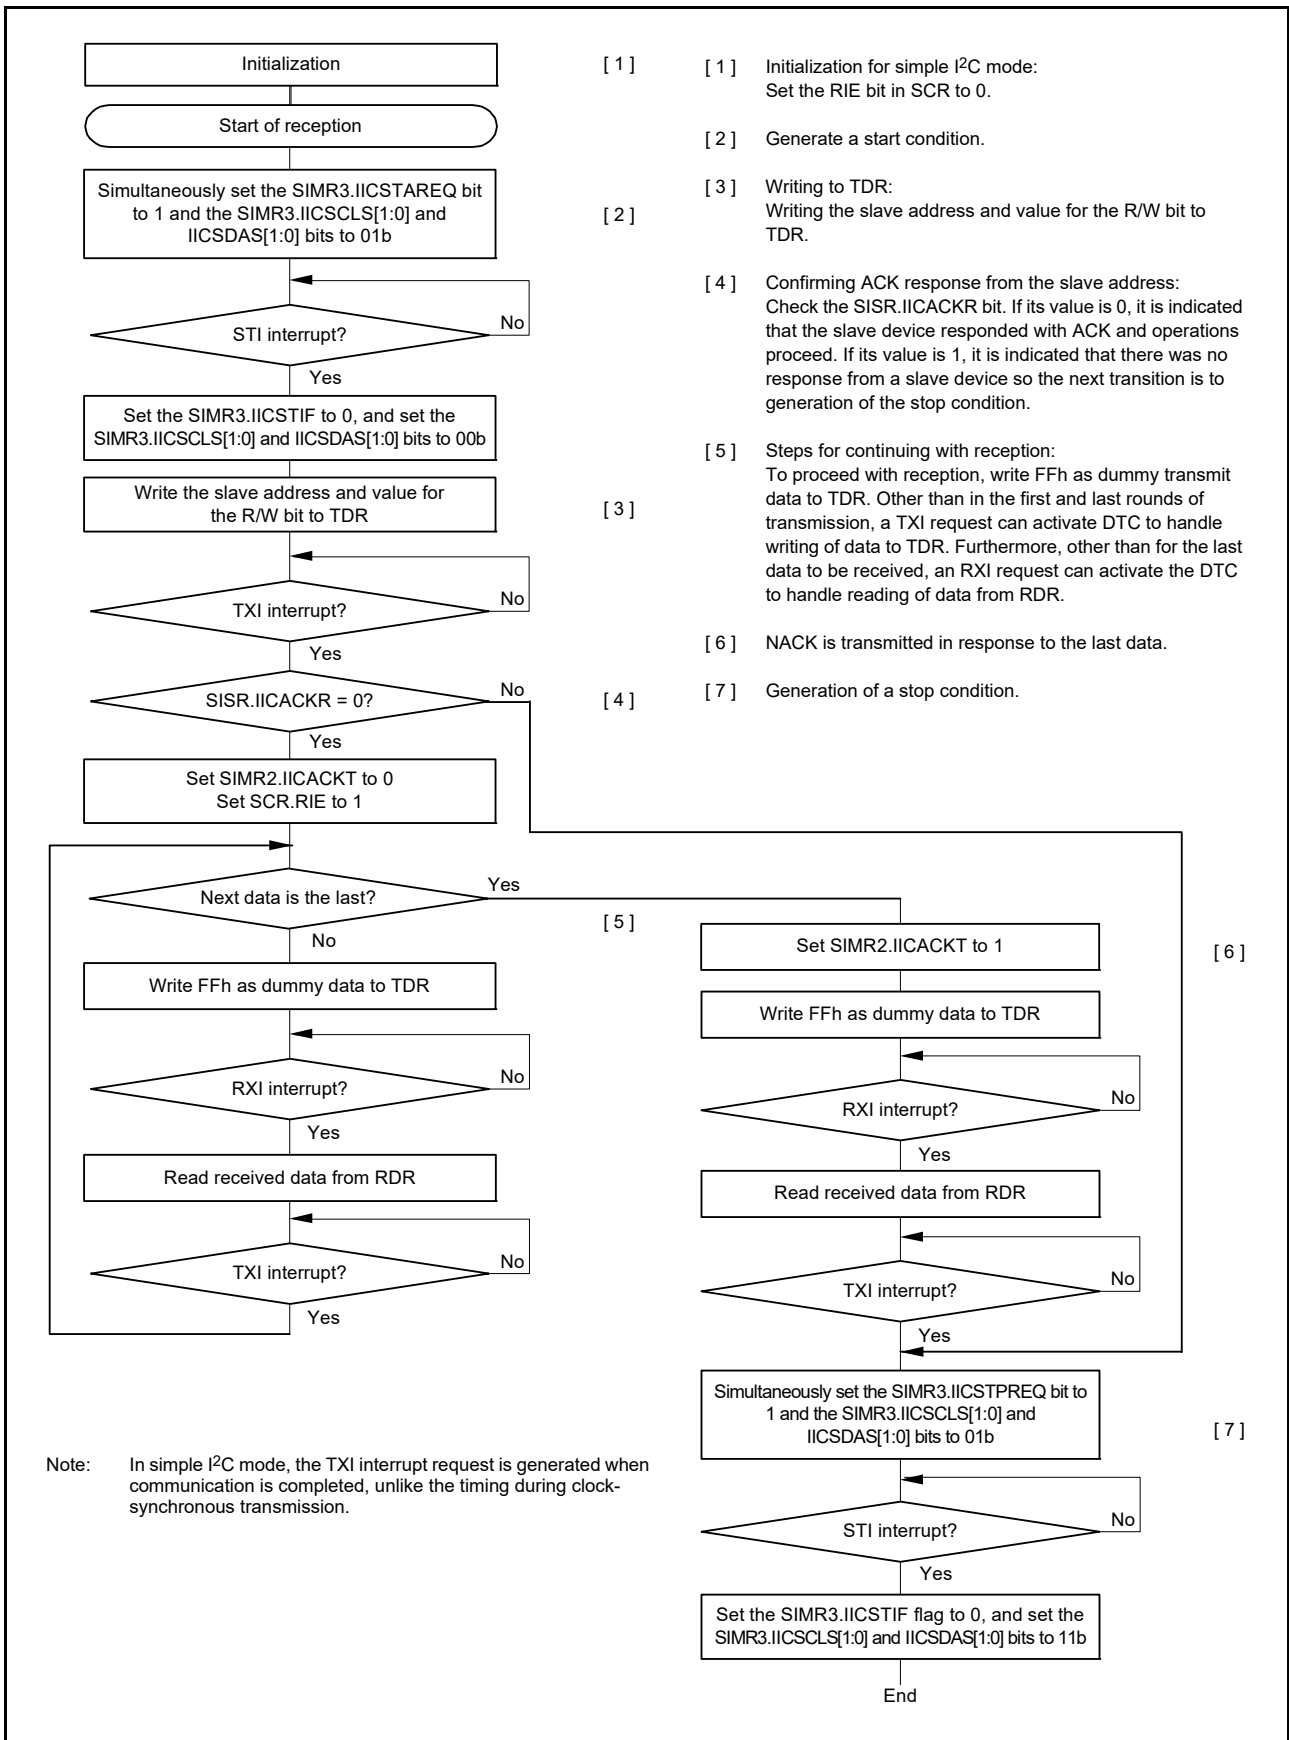 Initialization
[ 1 ]
Start of reception
Simultaneously set the SIMR3.IICSTAREQ bit
to 1 and the SIMR3.IICSCLS[1:0] and
IICSDAS[1:0] bits to 01b
[ 2 ]
STI interrupt?
No
Yes
Set the SIMR3.IICSTIF to 0, and set the
SIMR3.IICSCLS[1:0] and IICSDAS[1:0] bits to 00b
Write the slave address and value for
the R/W bit to TDR
[ 3 ]
TXI interrupt?
No
Yes
SISR.IICACKR = 0?
No
[ 4 ]
Yes
Set SIMR2.IICACKT to 0
Set SCR.RIE to 1
Next data is the last?
Yes
[ 5 ]
No
Write FFh as dummy data to TDR
RXI interrupt?
No
Yes
Read received data from RDR
TXI interrupt?
No
Yes
[ 1 ] Initialization for simple I2C mode:
Set the RIE bit in SCR to 0.
[ 2 ] Generate a start condition.
[ 3 ] Writing to TDR:
Writing the slave address and value for the R/W bit to
TDR.
[ 4 ] Confirming ACK response from the slave address:
Check the SISR.IICACKR bit. If its value is 0, it is indicated
that the slave device responded with ACK and operations
proceed. If its value is 1, it is indicated that there was no
response from a slave device so the next transition is to
generation of the stop condition.
[ 5 ] Steps for continuing with reception:
To proceed with reception, write FFh as dummy transmit
data to TDR. Other than in the first and last rounds of
transmission, a TXI request can activate DTC to handle
writing of data to TDR. Furthermore, other than for the last
data to be received, an RXI request can activate the DTC
to handle reading of data from RDR.
[ 6 ] NACK is transmitted in response to the last data.
[ 7 ] Generation of a stop condition.
Set SIMR2.IICACKT to 1
[ 6 ]
Write FFh as dummy data to TDR
RXI interrupt?
No
Yes
Read received data from RDR
TXI interrupt?
No
Yes
Simultaneously set the SIMR3.IICSTPREQ bit to
1 and the SIMR3.IICSCLS[1:0] and
IICSDAS[1:0] bits to 01b
[ 7 ]
STI interrupt?
No
Yes
Set the SIMR3.IICSTIF flag to 0, and set the
SIMR3.IICSCLS[1:0] and IICSDAS[1:0] bits to 11b
End
Note: In simple I2C mode, the TXI interrupt request is generated when
communication is completed, unlike the timing during clock-
synchronous transmission.